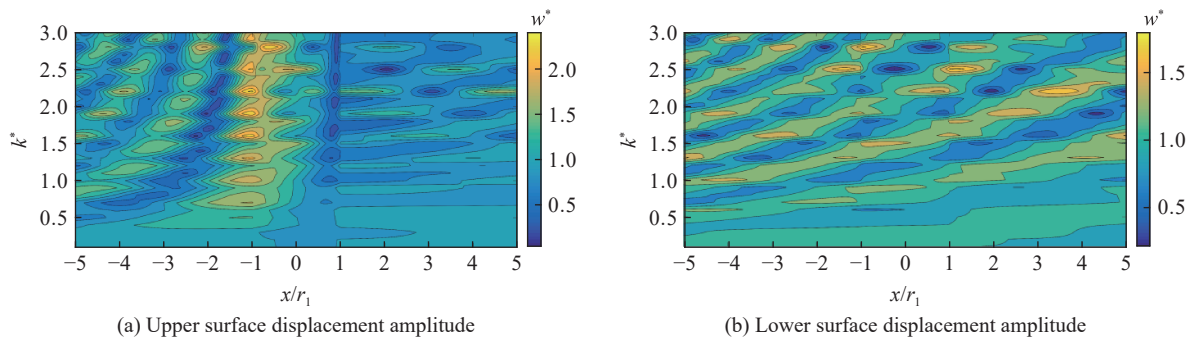 w* w*
3.0 3.0
2.5 2.5
2.0 2.0
1.5 1.5
1.0 1.0
0.5 0.5
k* k*
2.0 1.5
1.5 1.0
1.0 0.5
0.5
−5 −4 −3 −2 −1 0 1 2 3 4 5 −5 −4 −3 −2 −1 0 1 2 3 4 5
x/r₁ x/r₁
(a) Upper surface displacement amplitude (b) Lower surface displacement amplitude